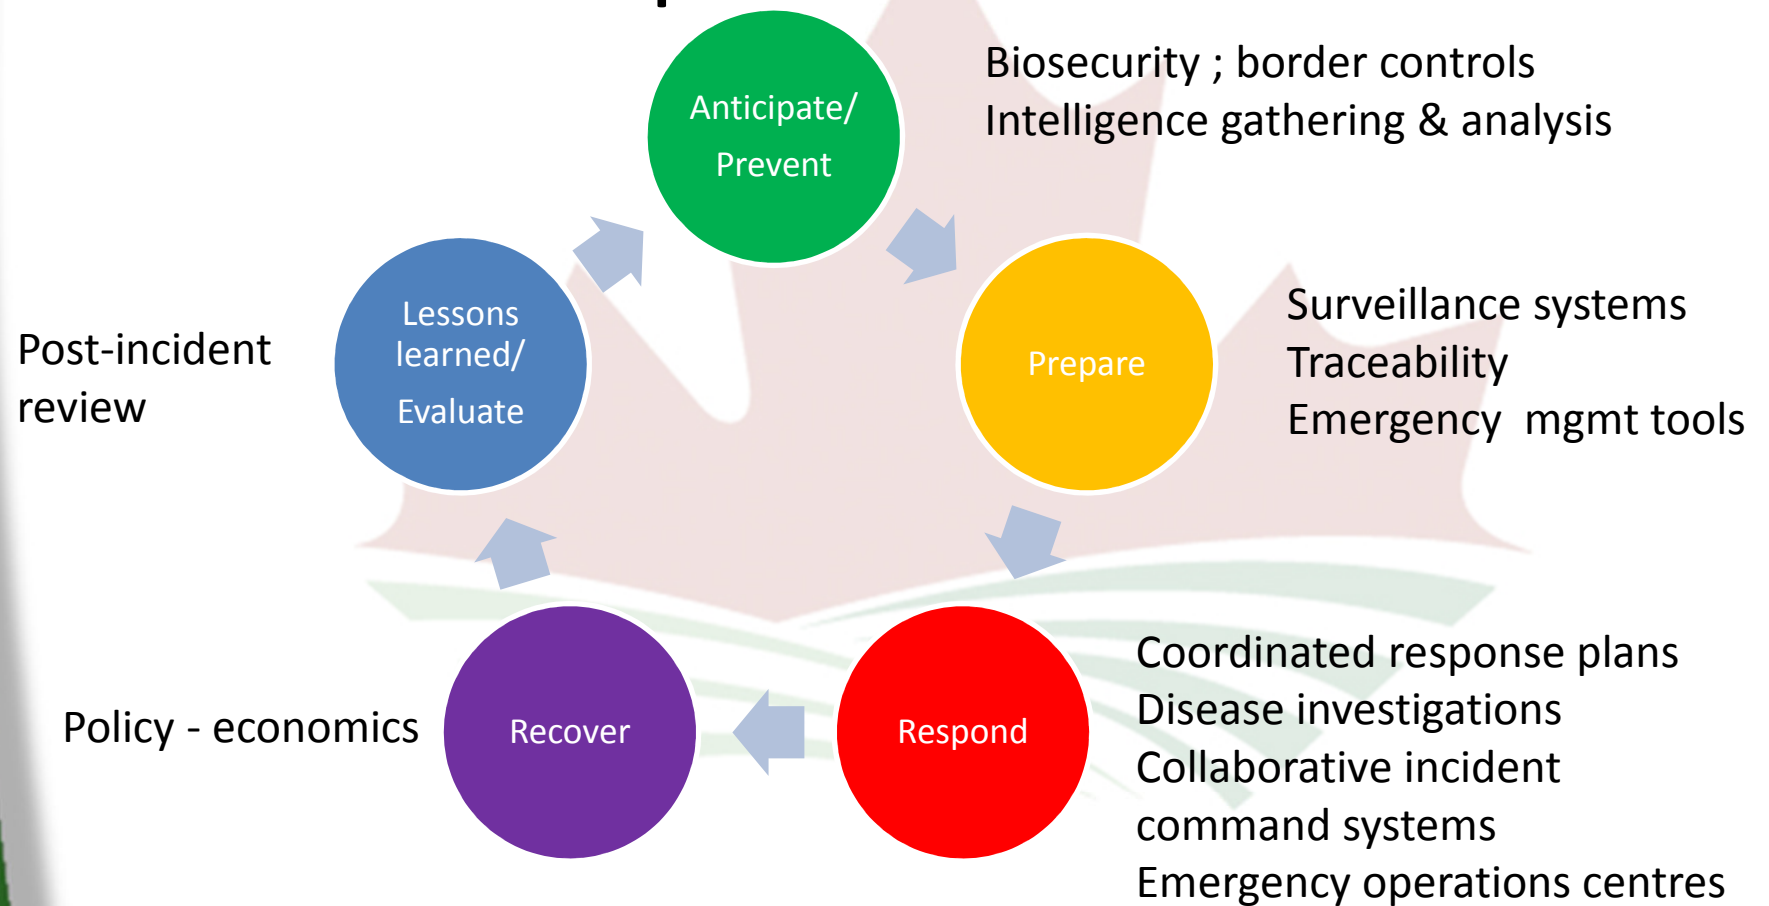 Anticipate/
Prevent
Biosecurity ; border controls
Intelligence gathering & analysis
Prepare
Surveillance systems
Traceability
Emergency  mgmt tools
Respond
Coordinated response plans
Disease investigations
Collaborative incident
command systems
Emergency operations centres
Recover
Policy - economics
Lessons
learned/
Evaluate
Post-incident
review